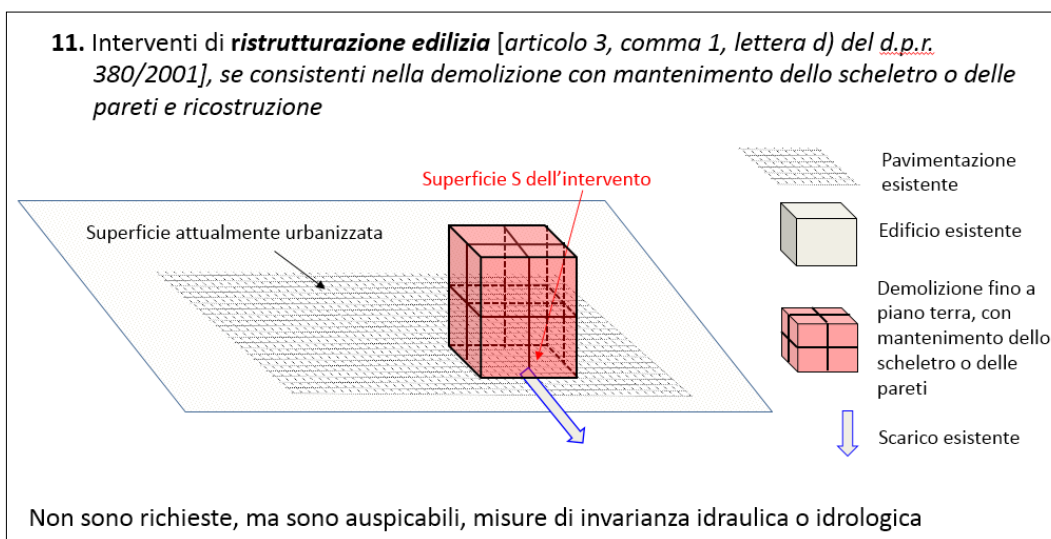 11. Interventi di ristrutturazione edilizia [articolo 3, comma 1, lettera d) del d.p.r.
380/2001], se consistenti nella demolizione con mantenimento dello scheletro o delle
pareti e ricostruzione
Superficie S dell'intervento
Superficie attualmente urbanizzata
Pavimentazione
esistente
Edificio esistente
Demolizione fino a
piano terra, con
mantenimento dello
scheletro o delle
pareti
Scarico esistente
Non sono richieste, ma sono auspicabili, misure di invarianza idraulica o idrologica